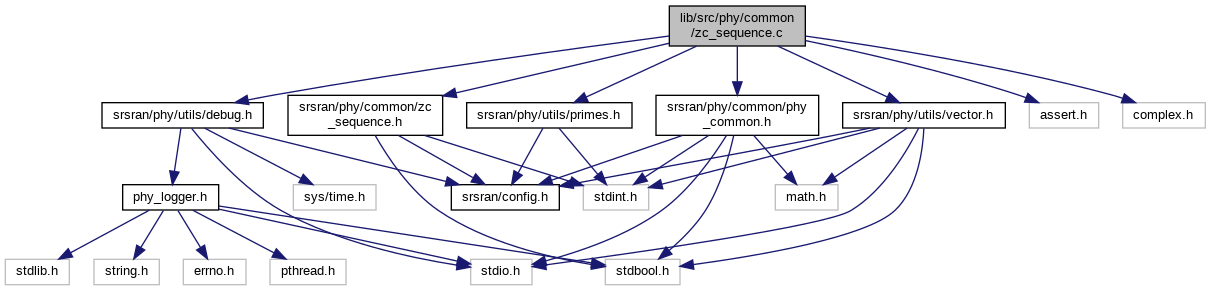 lib/src/phy/common
/zc_sequence.c
srsran/phy/utils/debug.h
srsran/phy/common/zc
_sequence.h
srsran/phy/utils/primes.h
srsran/phy/common/phy
_common.h
srsran/phy/utils/vector.h
assert.h
complex.h
phy_logger.h
sys/time.h
srsran/config.h
stdint.h
math.h
stdlib.h
string.h
errno.h
pthread.h
stdio.h
stdbool.h